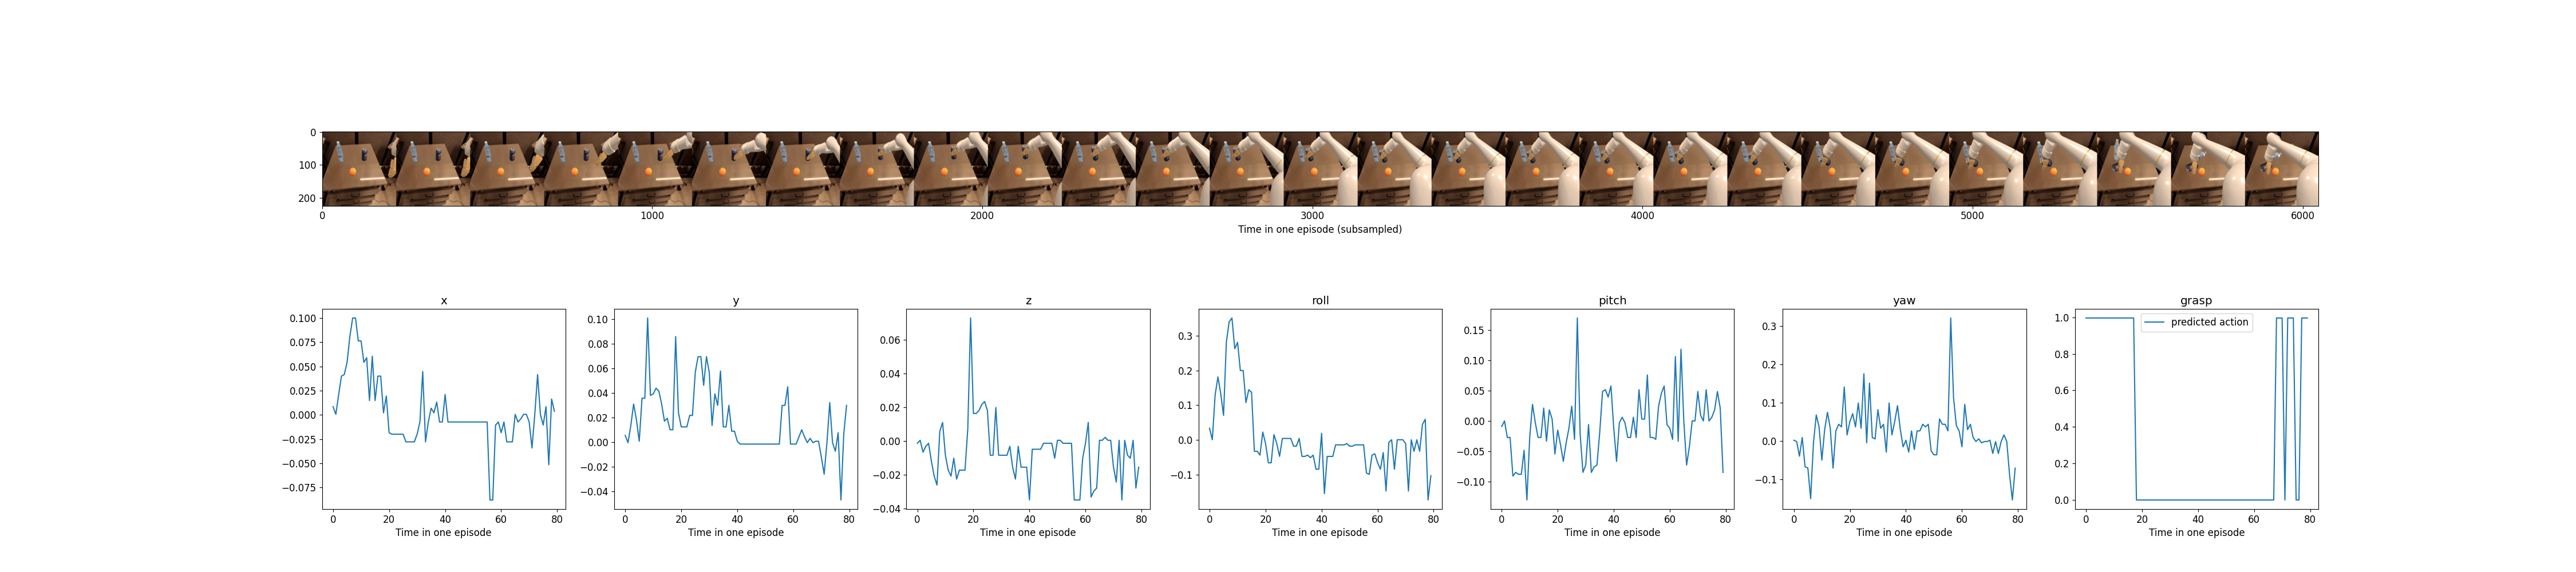 0
100
200
0 1000 2000 3000 4000 5000 6000
Time in one episode (subsampled)
x
0.100
0.075
0.050
0.025
0.000
−0.025
−0.050
−0.075
0 20 40 60 80
Time in one episode
y
0.10
0.08
0.06
0.04
0.02
0.00
−0.02
−0.04
0 20 40 60 80
Time in one episode
z
0.06
0.04
0.02
0.00
−0.02
−0.04
0 20 40 60 80
Time in one episode
roll
0.3
0.2
0.1
0.0
−0.1
0 20 40 60 80
Time in one episode
pitch
0.15
0.10
0.05
0.00
−0.05
−0.10
0 20 40 60 80
Time in one episode
yaw
0.3
0.2
0.1
0.0
−0.1
0 20 40 60 80
Time in one episode
grasp
predicted action
1.0
0.8
0.6
0.4
0.2
0.0
0 20 40 60 80
Time in one episode